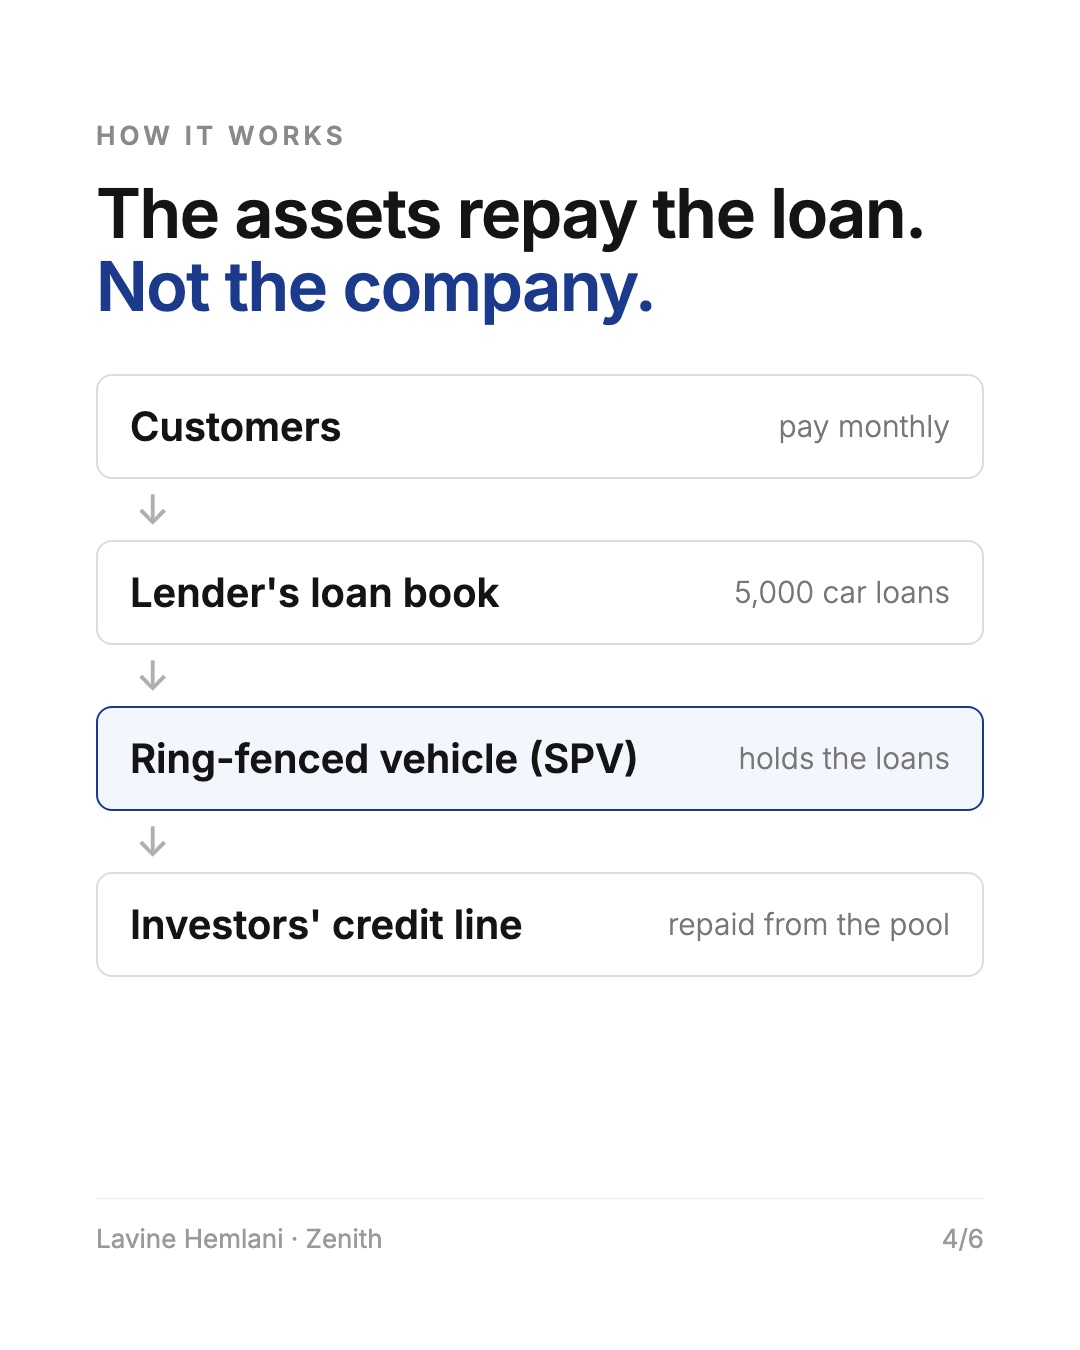 HOW IT WORKS
The assets repay the loan.
Not the company.
Customers pay monthly
↓
Lender's loan book 5,000 car loans
↓
Ring-fenced vehicle (SPV) holds the loans
↓
Investors' credit line repaid from the pool
Lavine Hemlani · Zenith 4/6